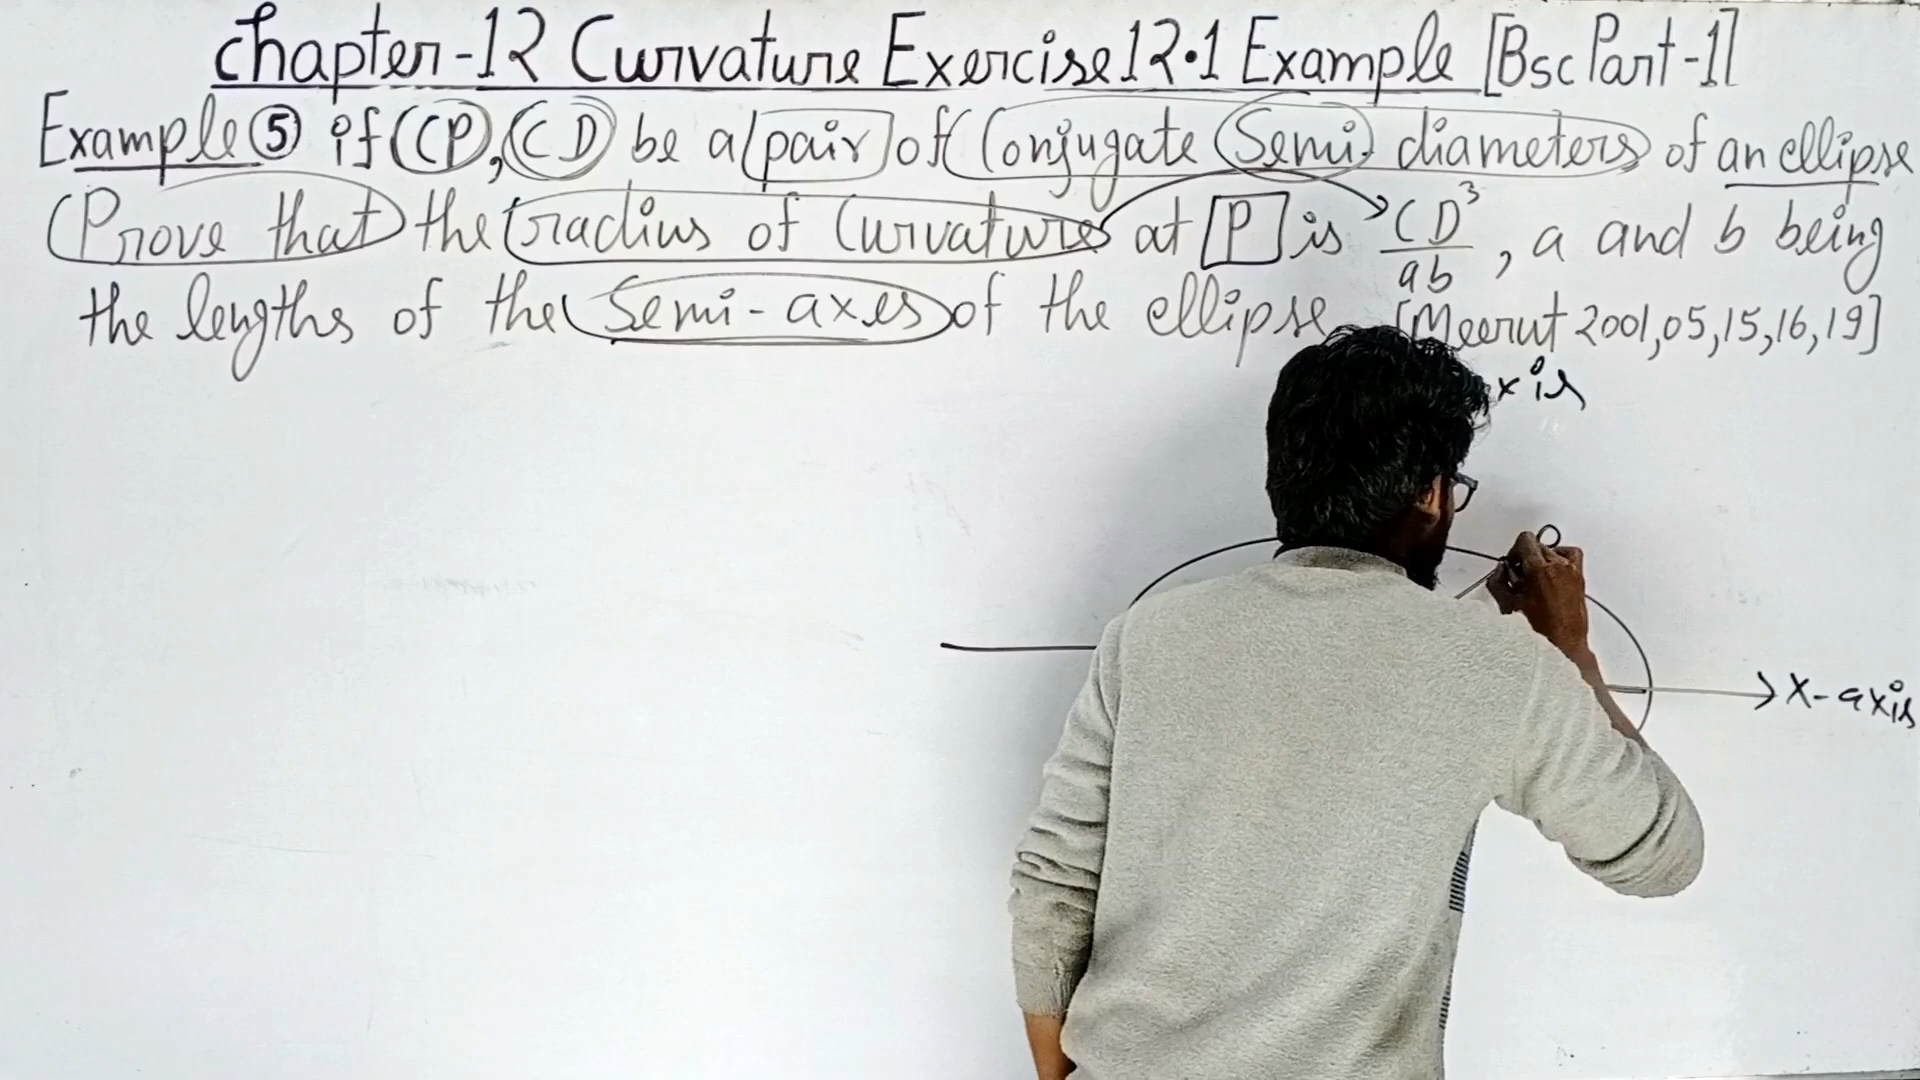 Chapter-12 Curvature Exercise 12.1 Example [Bsc Part-1]
Example ⑤ if CP, CD be a pair of Conjugate Semi diameters of an ellipse
Prove that the radius of Curvature at P is CD³/ab, a and b being
the lengths of the Semi-axes of the ellipse [Meerut 2001,05,15,16,19]
X-axis